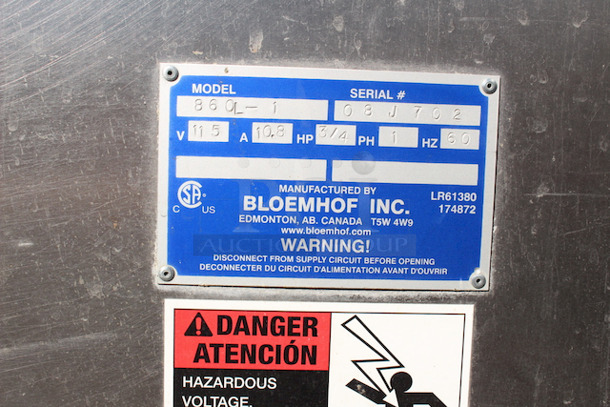 MODEL SERIAL #
860L-1 08J702
V 115 A 10.8 HP 3/4 PH 1 HZ 60
MANUFACTURED BY
BLOEMHOF INC.
LR61380
174872
C SA US
EDMONTON, AB. CANADA T5W 4W9
www.bloemhof.com
WARNING!
DISCONNECT FROM SUPPLY CIRCUIT BEFORE OPENING
DECONNECTER DU CIRCUIT D'ALIMENTATION AVANT D'OUVRIR
DANGER
ATENCIÓN
HAZARDOUS
VOLTAGE.